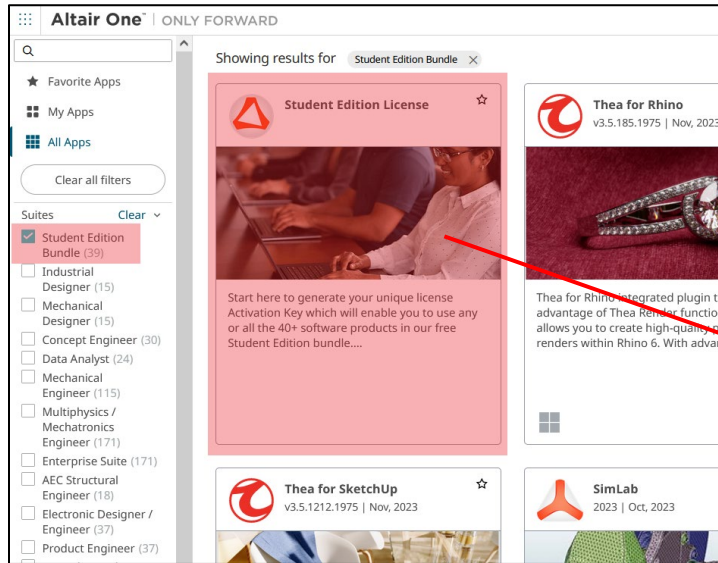 Altair One™ | ONLY FORWARD
Favorite Apps
My Apps
All Apps
Clear all filters
Suites Clear
Student Edition
Bundle (39)
Industrial
Designer (15)
Mechanical
Designer (15)
Concept Engineer (30)
Data Analyst (24)
Mechanical
Engineer (115)
Multiphysics /
Mechatronics
Engineer (171)
Enterprise Suite (171)
AEC Structural
Engineer (18)
Electronic Designer /
Engineer (37)
Product Engineer (37)
Showing results for Student Edition Bundle
Student Edition License
Start here to generate your unique license
Activation Key which will enable you to use any
or all the 40+ software products in our free
Student Edition bundle....
Thea for Rhino
v3.5.185.1975 | Nov, 2023
Thea for Rhino integrated plugin
advantage of Thea Render
allows you to create high-quality
renders within Rhino 6. With
Thea for SketchUp
v3.5.1212.1975 | Nov, 2023
SimLab
2023 | Oct, 2023